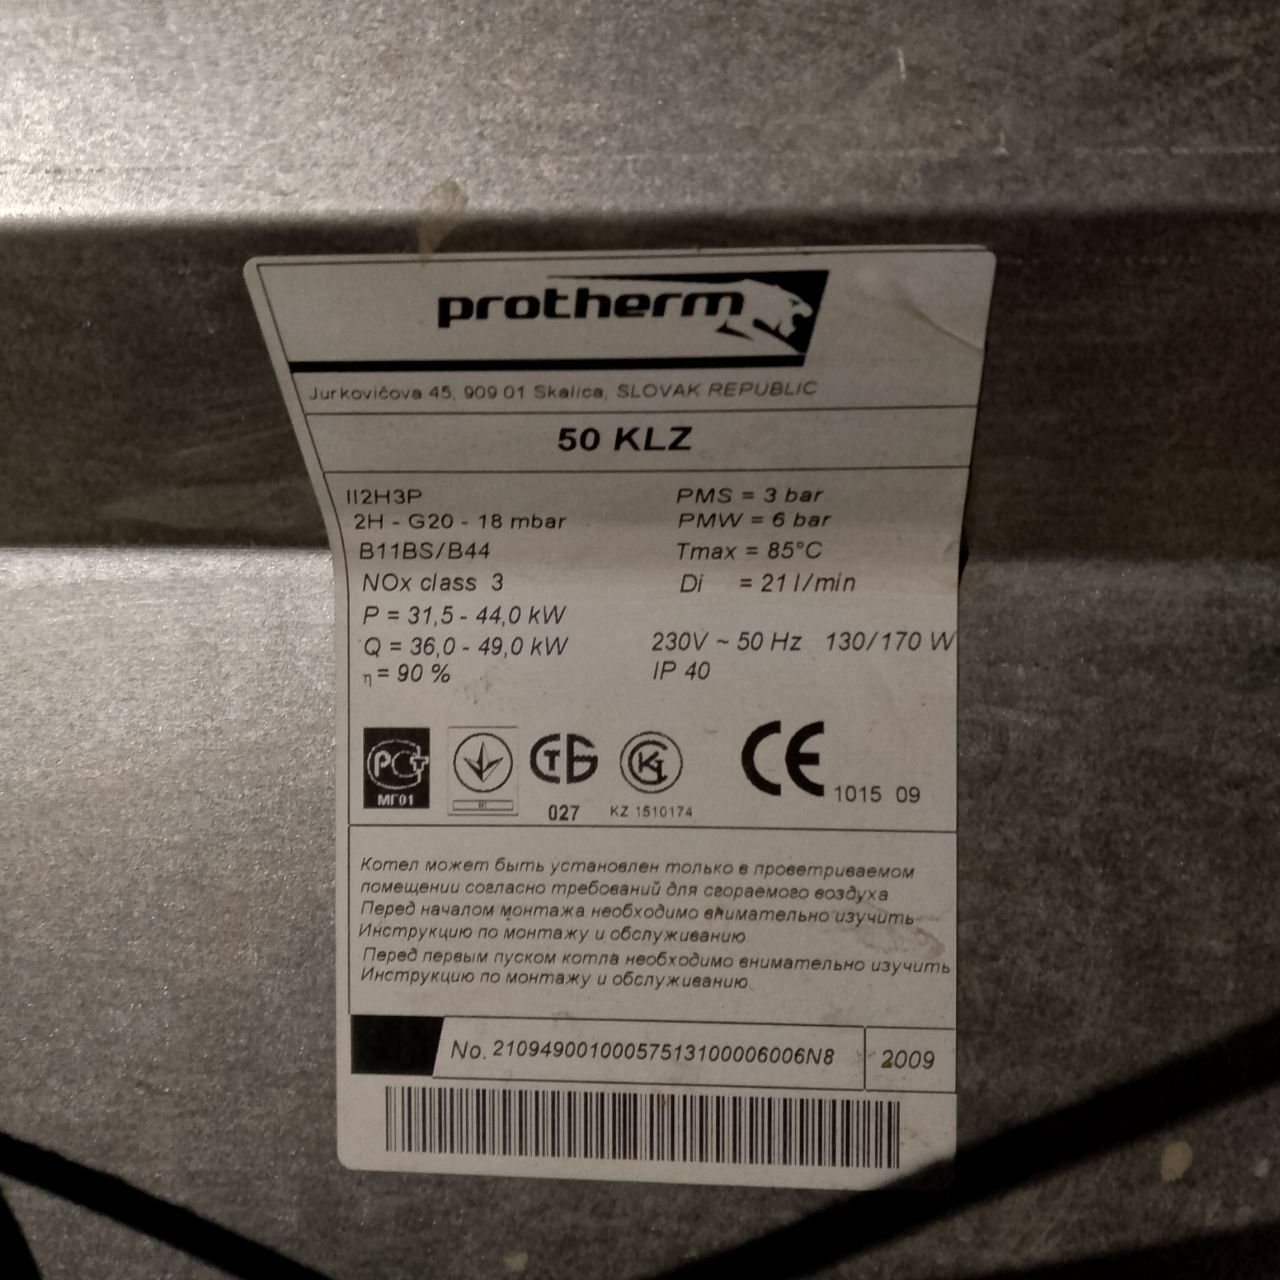 protherm
Jurkovičova 45, 909 01 Skalica, SLOVAK REPUBLIC
50 KLZ
II2H3P
2H - G20 - 18 mbar
B11BS/B44
NOx class 3
P = 31,5 - 44,0 kW
Q = 36,0 - 49,0 kW
η = 90 %
PMS = 3 bar
PMW = 6 bar
Tmax = 85°C
Di = 21 l/min
230V ~ 50 Hz 130/170 W
IP 40
РСТ
МГ01
СТБ
027
KZ 1510174
CE
1015 09
Котел может быть установлен только в проветриваемом
помещении согласно требований для сгораемого воздуха
Перед началом монтажа необходимо внимательно изучить
Инструкцию по монтажу и обслуживанию
Перед первым пуском котла необходимо внимательно изучить
Инструкцию по монтажу и обслуживанию
No. 21094900100057513100006006N8
2009